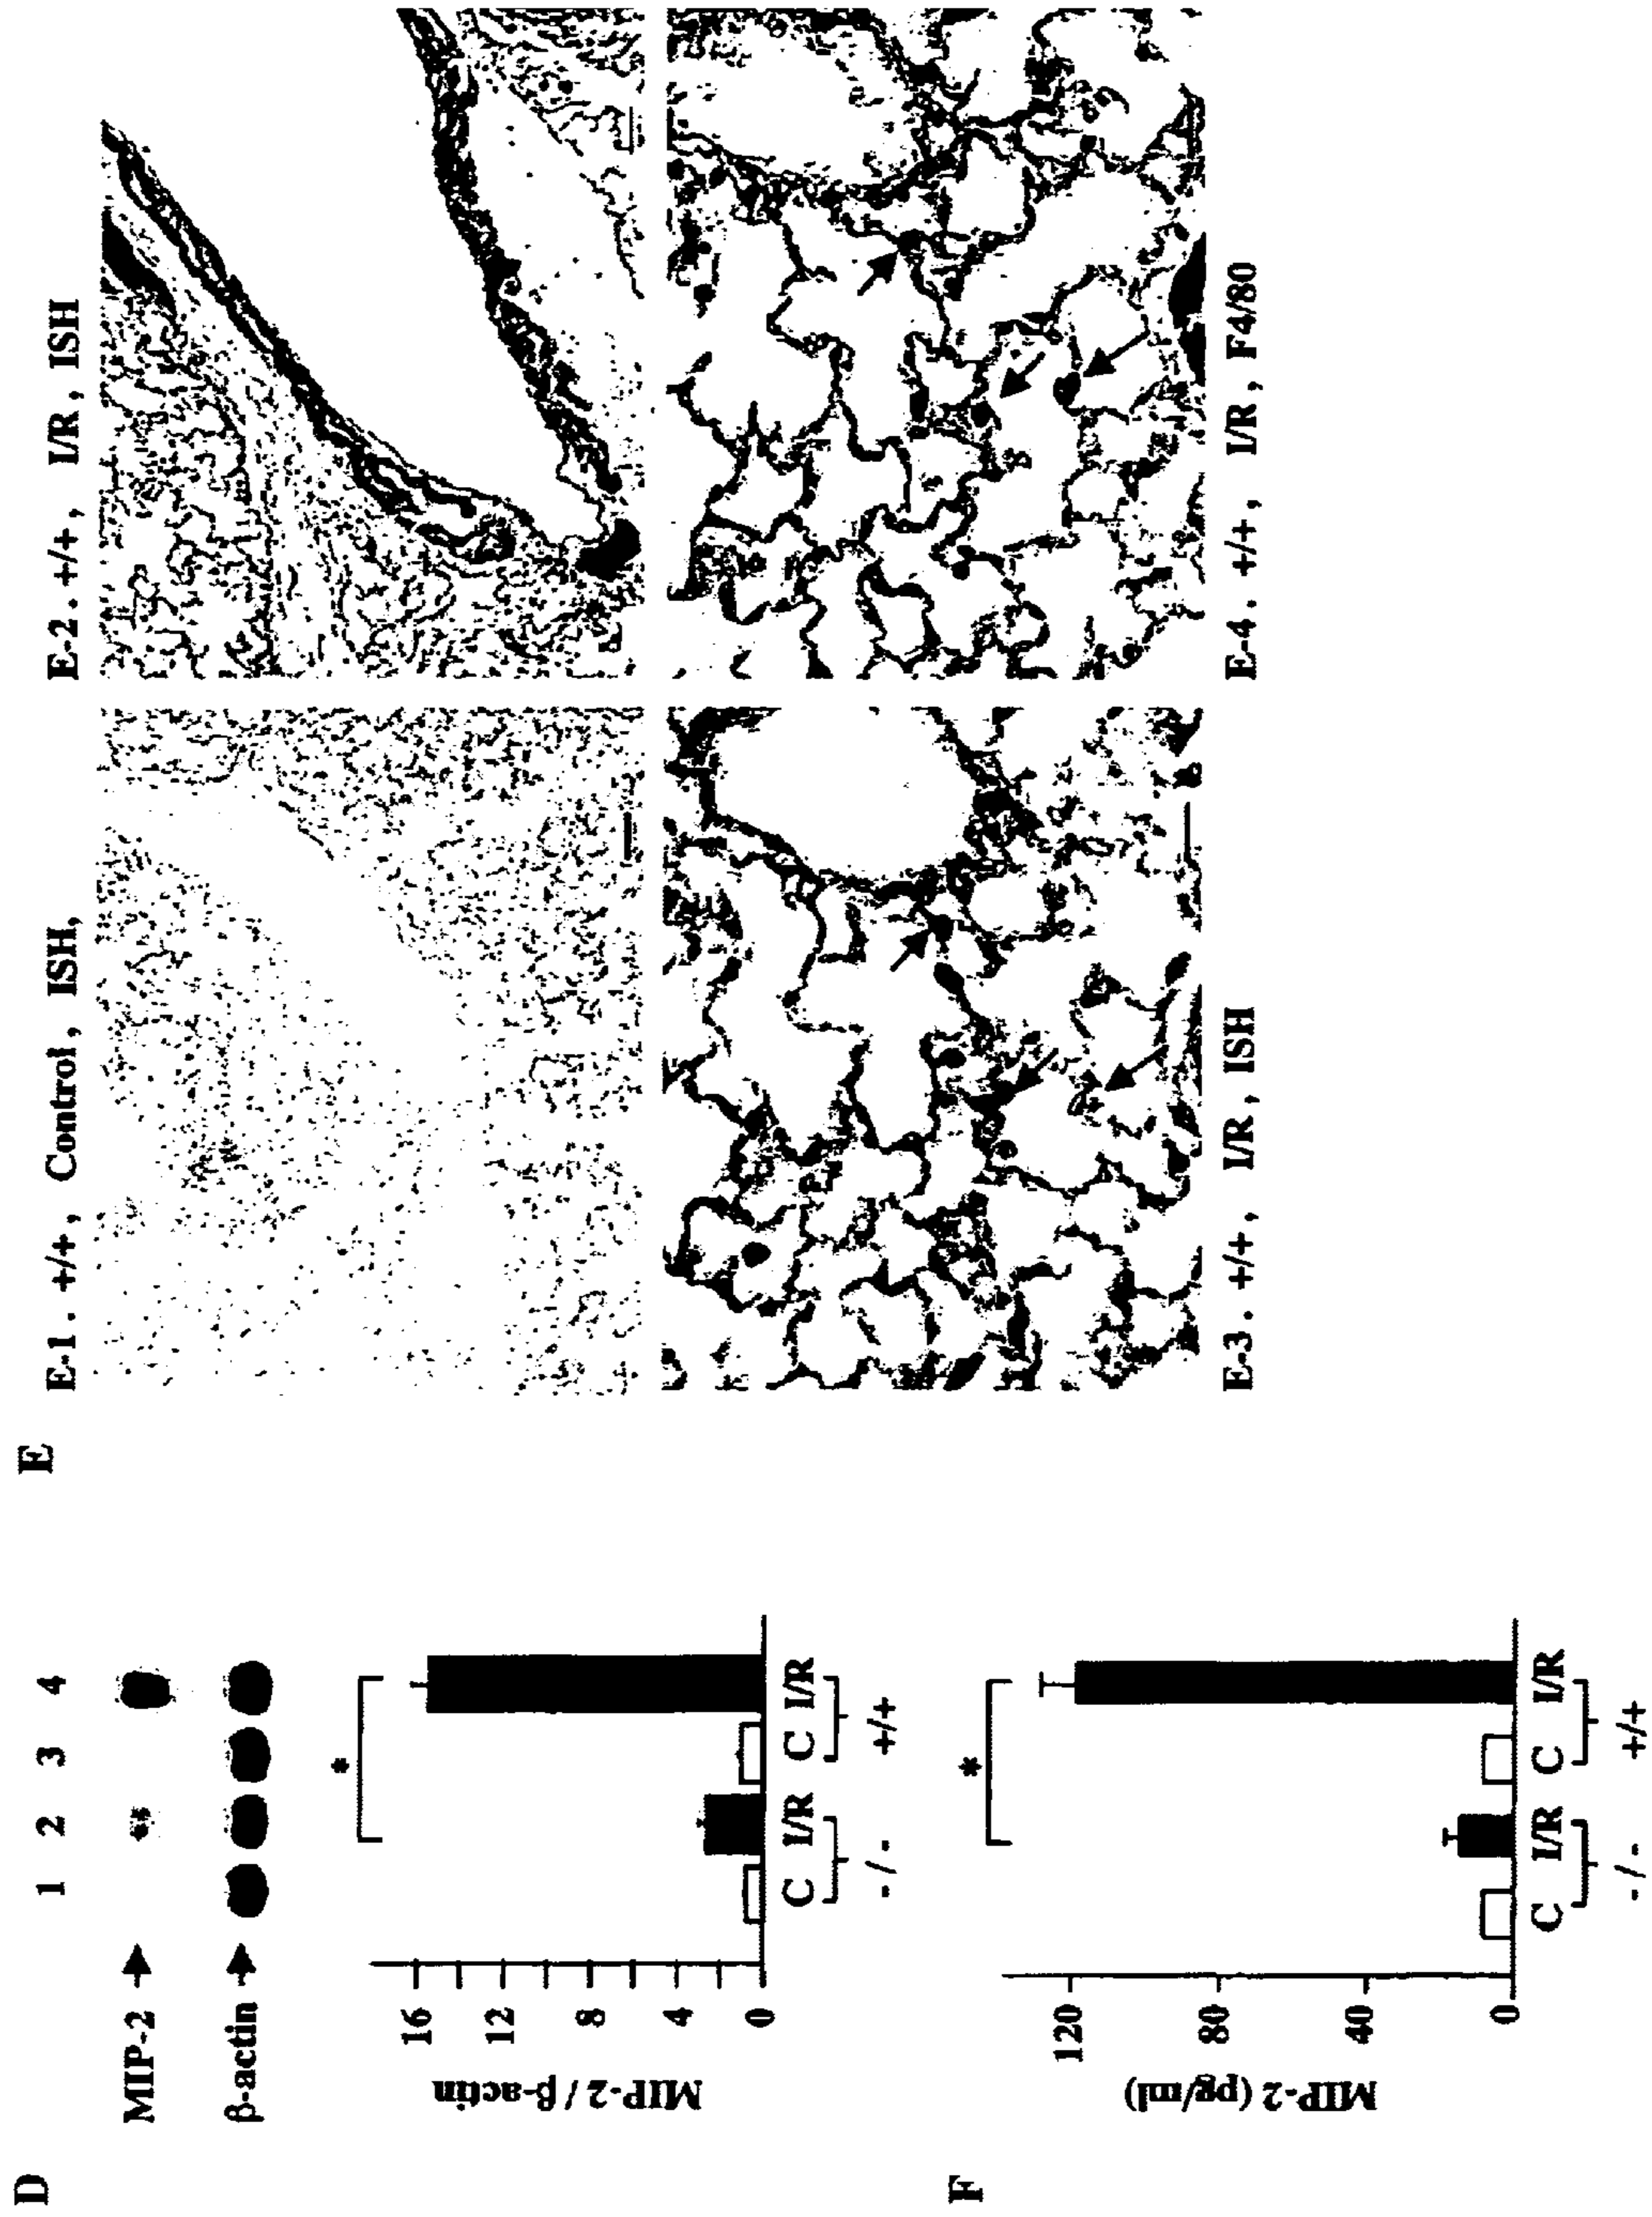 D
1 2 3 4
MIP-2
β-actin
MIP-2 / β-actin
16
12
8
4
0
*
C I/R C I/R
-/- +/+
E
E-1. +/+, Control, ISH,
E-2. +/+, I/R, ISH
E-3. +/+, I/R, ISH
E-4. +/+, I/R, F4/80
F
MIP-2 (pg/ml)
120
80
40
0
*
C I/R C I/R
-/- +/+